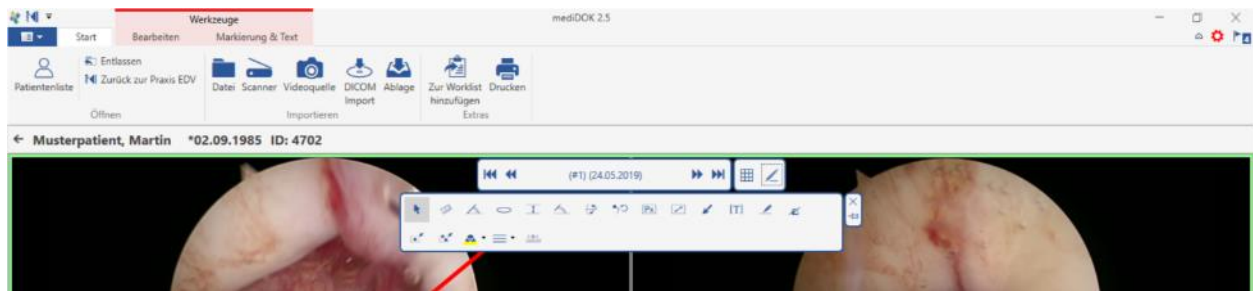 Werkzeuge
mediDOK 2.5
Start Bearbeiten Markierung & Text
Patientenliste
Entlassen
Zurück zur Praxis EDV
Öffnen
Datei Scanner Videoquelle DICOM Import Ablage
Importieren
Zur Worklist hinzufügen Drucken
Extras
Musterpatient, Martin *02.09.1985 ID: 4702
(#1) (24.05.2019)
[T]